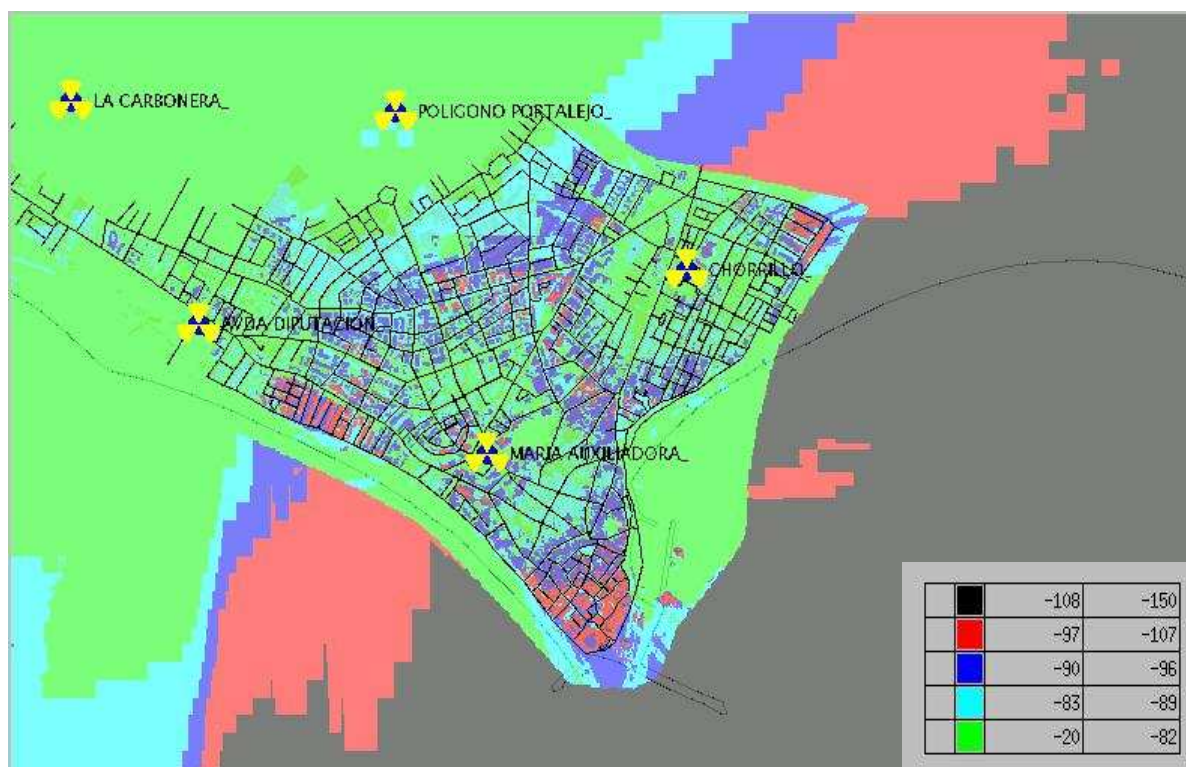 LA CARBONERA_
POLIGONO PORTALEJO_
CHORRILLO_
AVDA DIPUTACION_
MARIA AUXILIADORA_
-108 -150
-97 -107
-90 -96
-83 -89
-20 -82